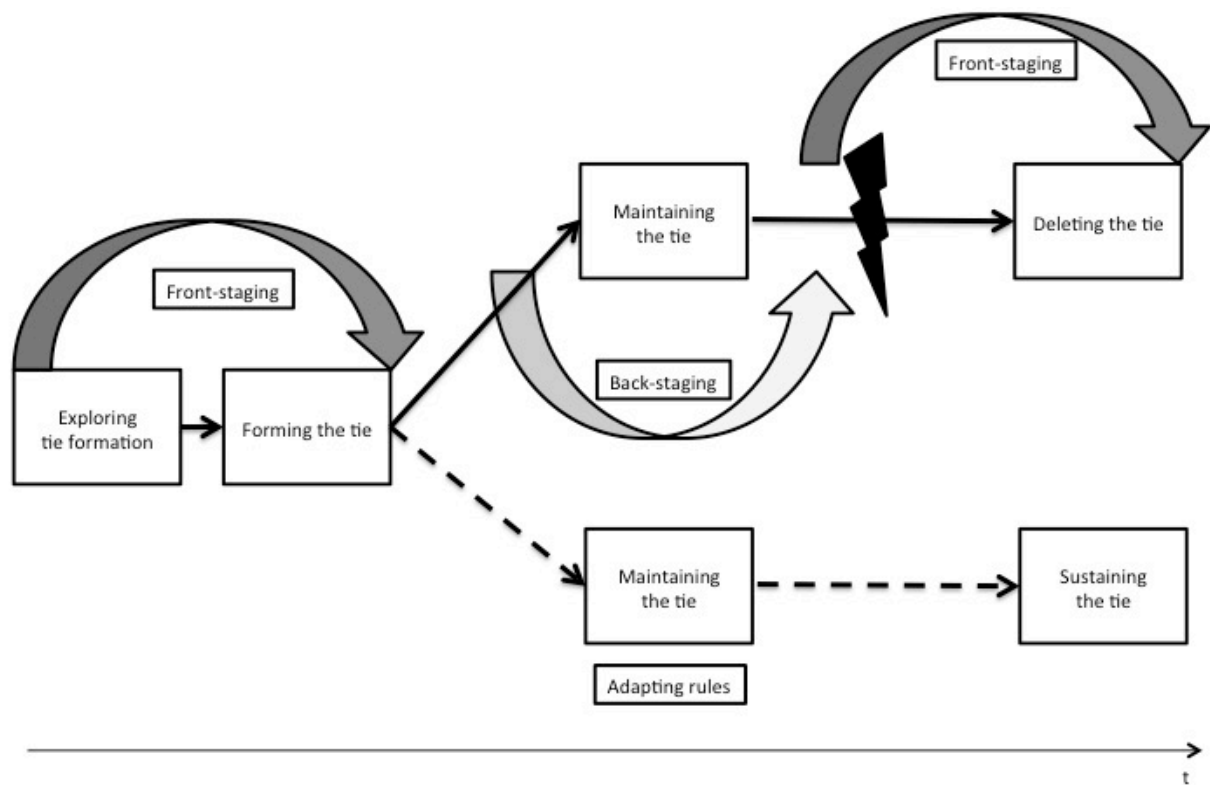 Front-staging
Maintaining
the tie
Deleting the tie
Front-staging
Back-staging
Exploring
tie formation
Forming the tie
Maintaining
the tie
Sustaining
the tie
Adapting rules
t